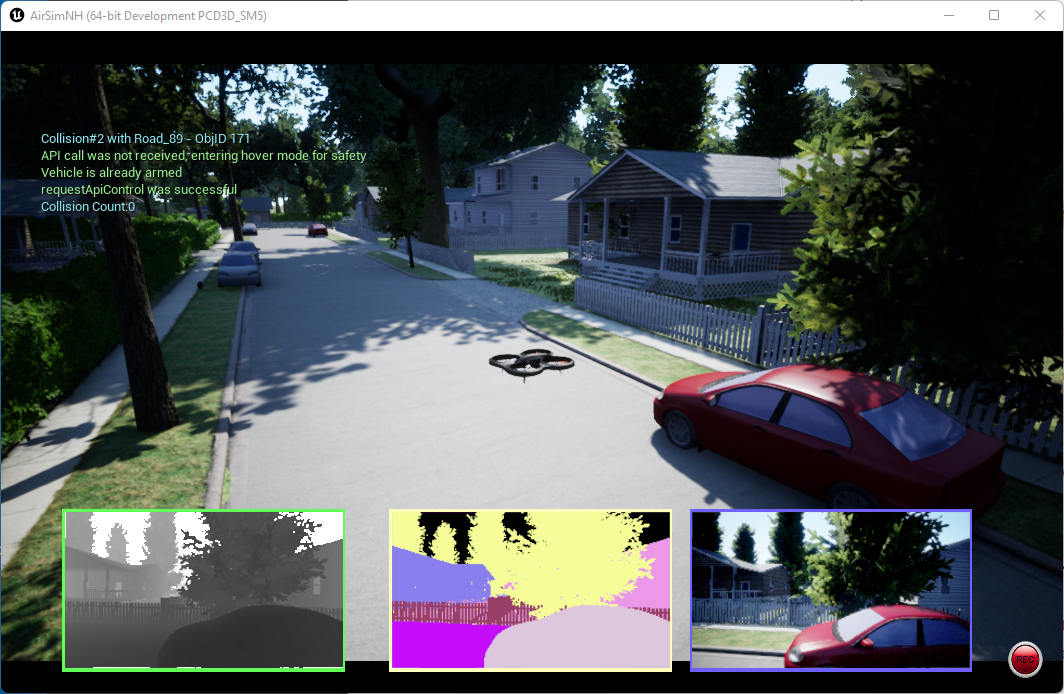 AirSimNH (64-bit Development PCD3D_SM5)
Collision#2 with Road_89 - ObjID 171
API call was not received, entering hover mode for safety
Vehicle is already armed
requestApiControl was successful
Collision Count:0
REC